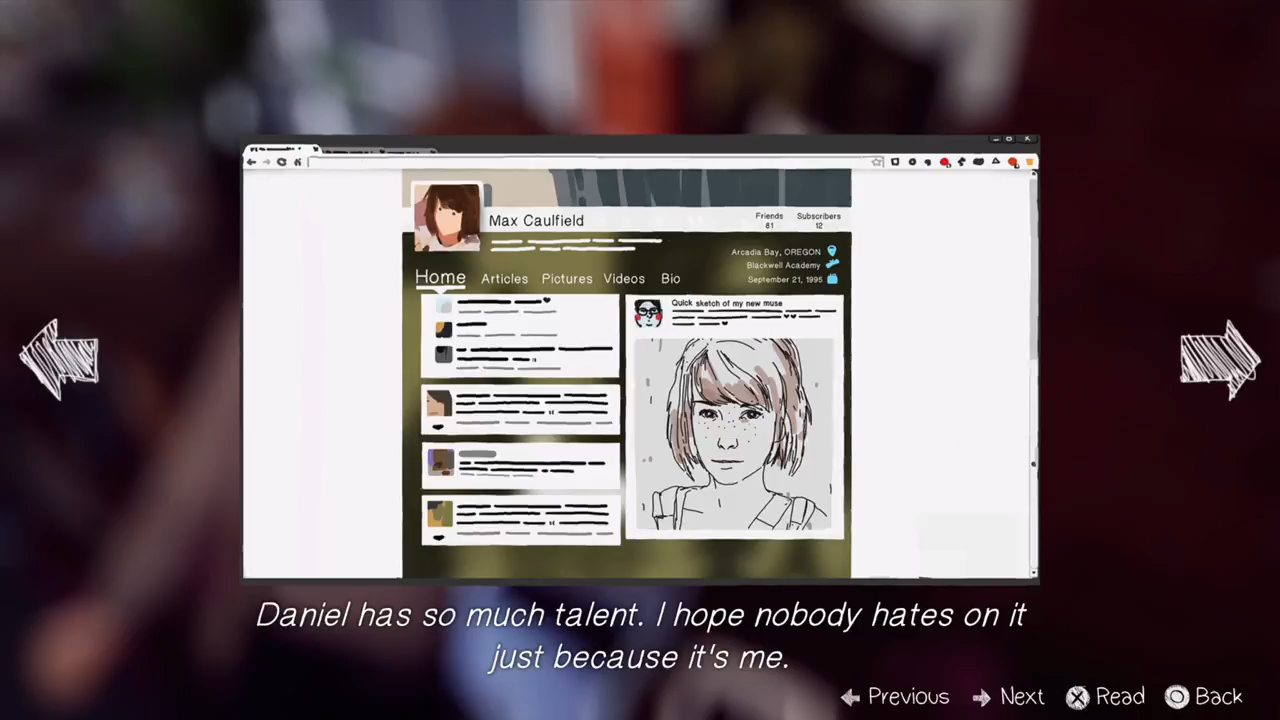 Max Caulfield
Friends
81
Subscribers
12
Arcadia Bay, OREGON
Blackwell Academy
September 21, 1995
Home
Articles
Pictures
Videos
Bio
Quick sketch of my new muse
Daniel has so much talent. I hope nobody hates on it
just because it's me.
Previous
Next
Read
Back